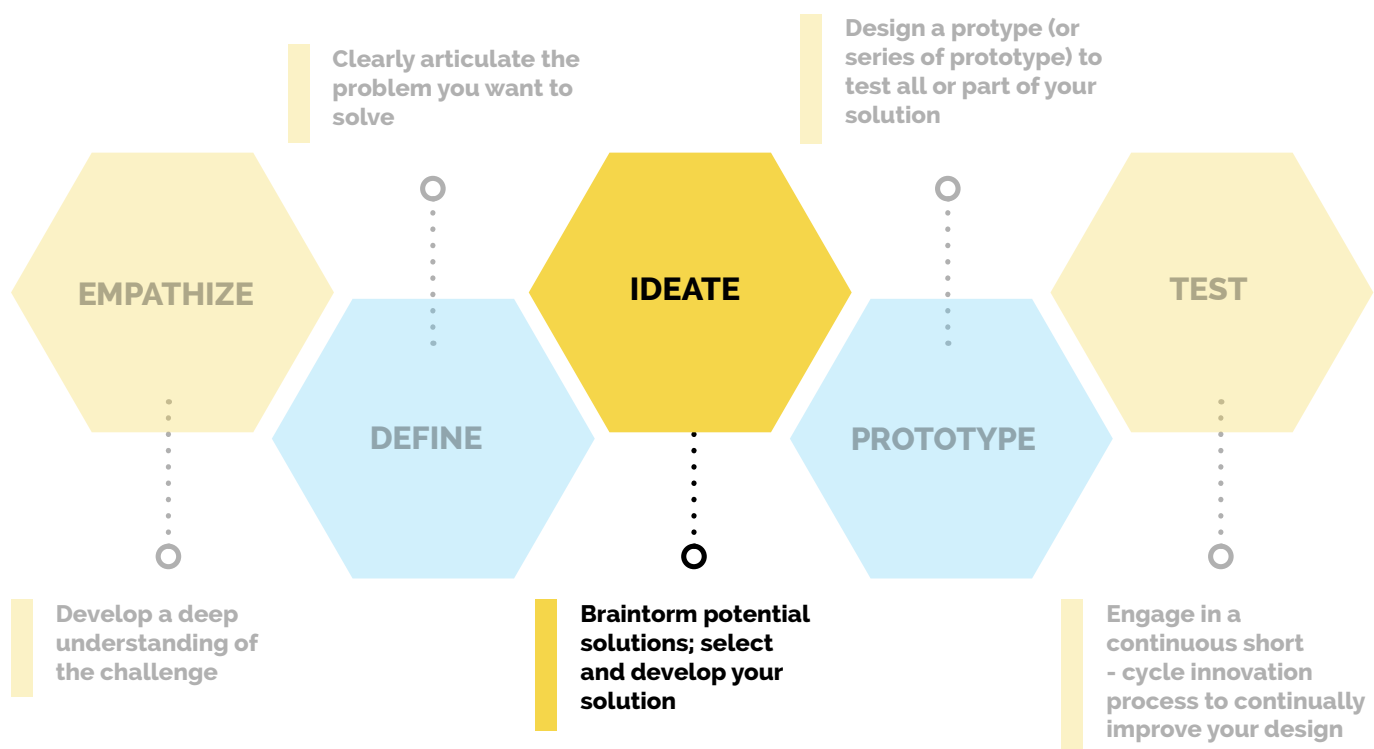 Clearly articulate the
problem you want to
solve
Design a protype (or
series of prototype) to
test all or part of your
solution
EMPATHIZE
DEFINE
IDEATE
PROTOTYPE
TEST
Develop a deep
understanding of
the challenge
Braintorm potential
solutions; select
and develop your
solution
Engage in a
continuous short
- cycle innovation
process to continually
improve your design